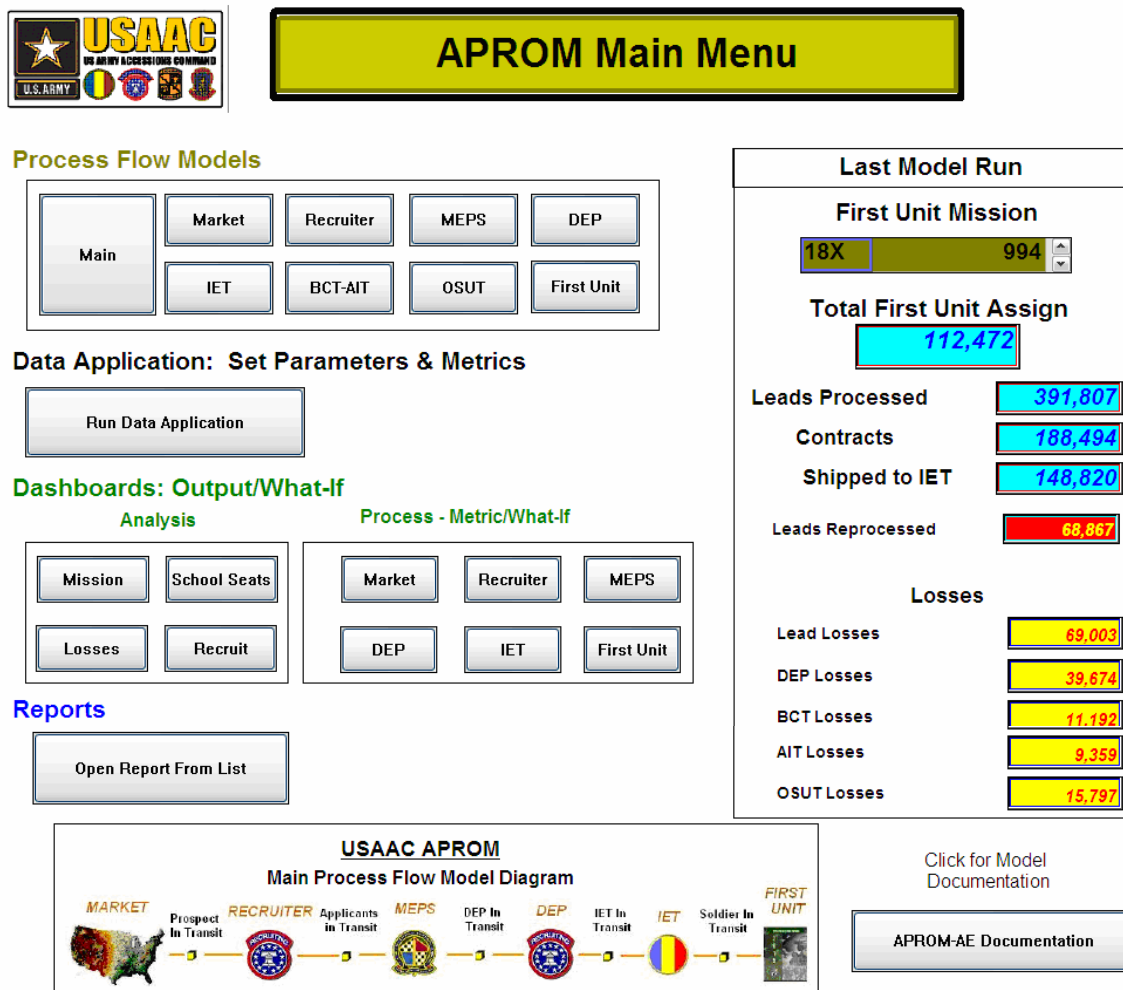 USAAC
US ARMY ACCESSIONS COMMAND
U.S.ARMY
APROM Main Menu
Process Flow Models
Main
Market
Recruiter
MEPS
DEP
IET
BCT-AIT
OSUT
First Unit
Data Application: Set Parameters & Metrics
Run Data Application
Dashboards: Output/What-If
Analysis
Process - Metric/What-If
Mission
School Seats
Losses
Recruit
Market
Recruiter
MEPS
DEP
IET
First Unit
Reports
Open Report From List
Last Model Run
First Unit Mission
18X 994
Total First Unit Assign
112,472
Leads Processed 391,807
Contracts 188,494
Shipped to IET 148,820
Leads Reprocessed 68,867
Losses
Lead Losses 69,003
DEP Losses 39,674
BCT Losses 11.192
AIT Losses 9,359
OSUT Losses 15,797
USAAC APROM
Main Process Flow Model Diagram
MARKET
Prospect
In Transit
RECRUITER
RECRUITING
Applicants
in Transit
MEPS
DEP In
Transit
DEP
RECRUITING
IET In
Transit
IET
Soldier In
Transit
FIRST
UNIT
Click for Model
Documentation
APROM-AE Documentation